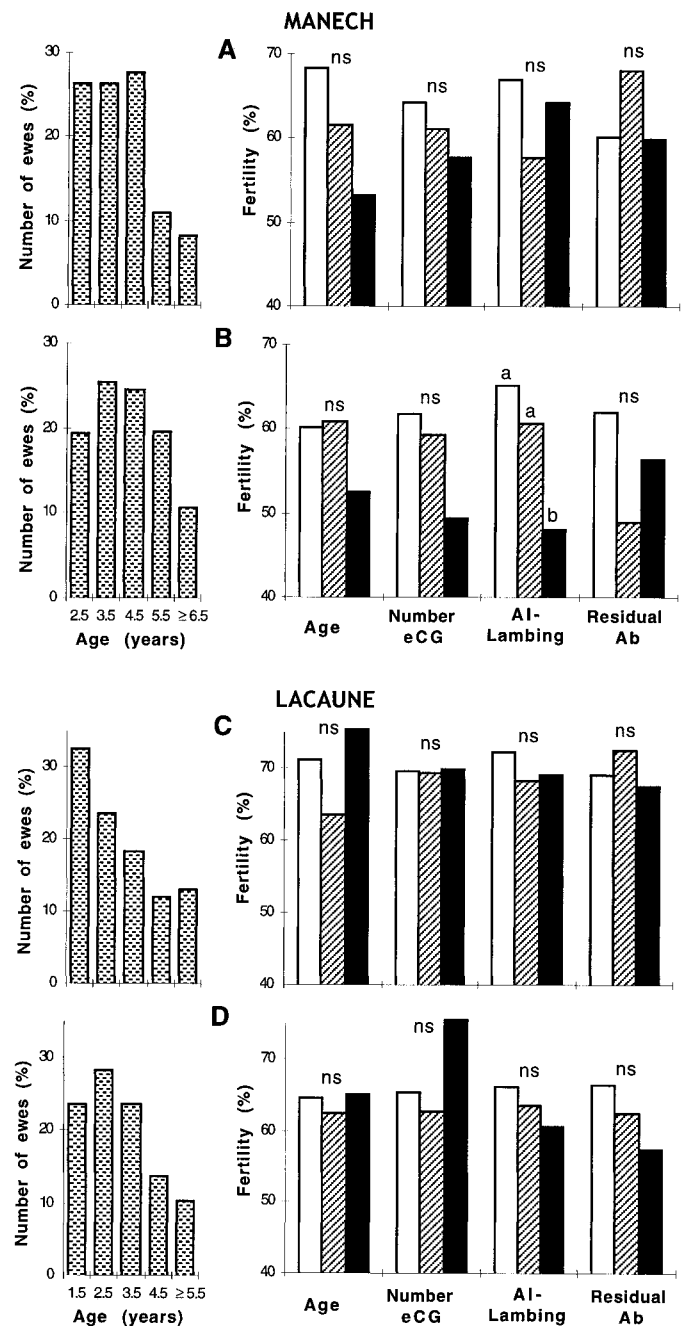 MANECH
A
Number of ewes (%)
30
20
10
0
Fertility (%)
70
60
50
40
ns
ns
ns
ns
B
Number of ewes (%)
30
20
10
0
2.5 3.5 4.5 5.5 ≥6.5
Age (years)
Fertility (%)
70
60
50
40
ns
ns
a
a
b
ns
Age
Number eCG
AI-Lambing
Residual Ab
LACAUNE
C
Number of ewes (%)
30
20
10
0
Fertility (%)
70
60
50
40
ns
ns
ns
ns
D
Number of ewes (%)
30
20
10
0
1.5 2.5 3.5 4.5 ≥5.5
Age (years)
Fertility (%)
70
60
50
40
ns
ns
ns
ns
Age
Number eCG
AI-Lambing
Residual Ab